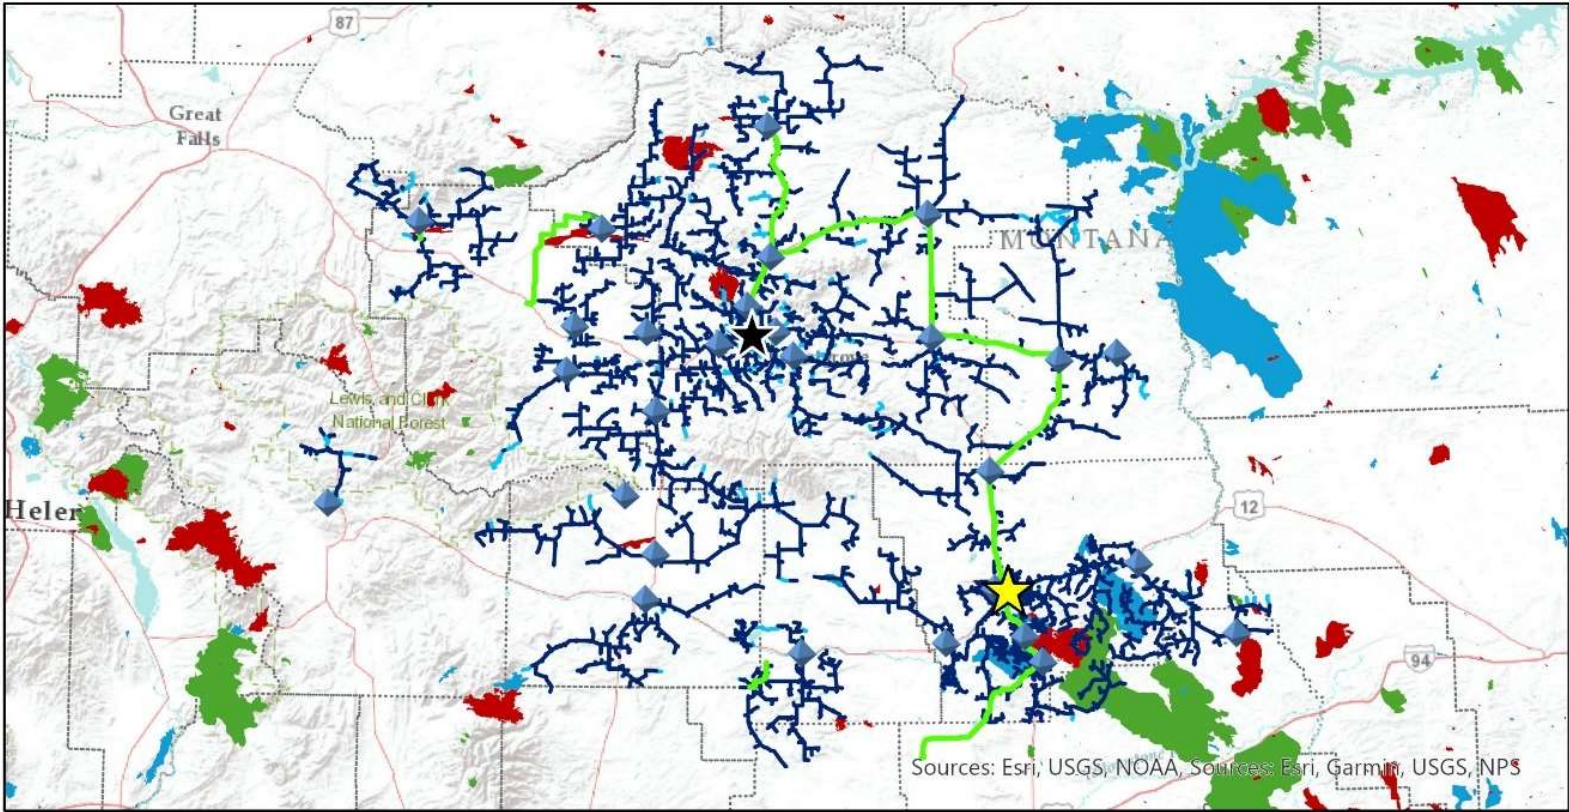 87
Great
Falls
MONTANA
Lewis and Clark
National Forest
Heler
12
94
Sources: Esri, USGS, NOAA, Sources: Esri, Garmin, USGS, NPS